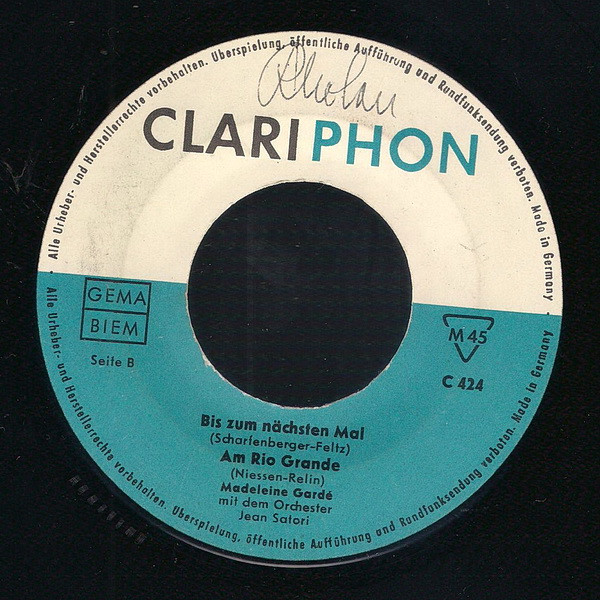 Alle Urheber- und Herstellerrechte vorbehalten. Überspielung, öffentliche Aufführung und Rundfunksendung verboten. Made in Germany
CLARIPHON
GEMA
BIEM
Seite B
M 45
C 424
Bis zum nächsten Mal
(Scharfenberger-Feltz)
Am Rio Grande
(Niessen-Relin)
Madeleine Gardé
mit dem Orchester
Jean Satori
Alle Urheber- und Herstellerrechte vorbehalten. Überspielung, öffentliche Aufführung und Rundfunksendung verboten. Made in Germany